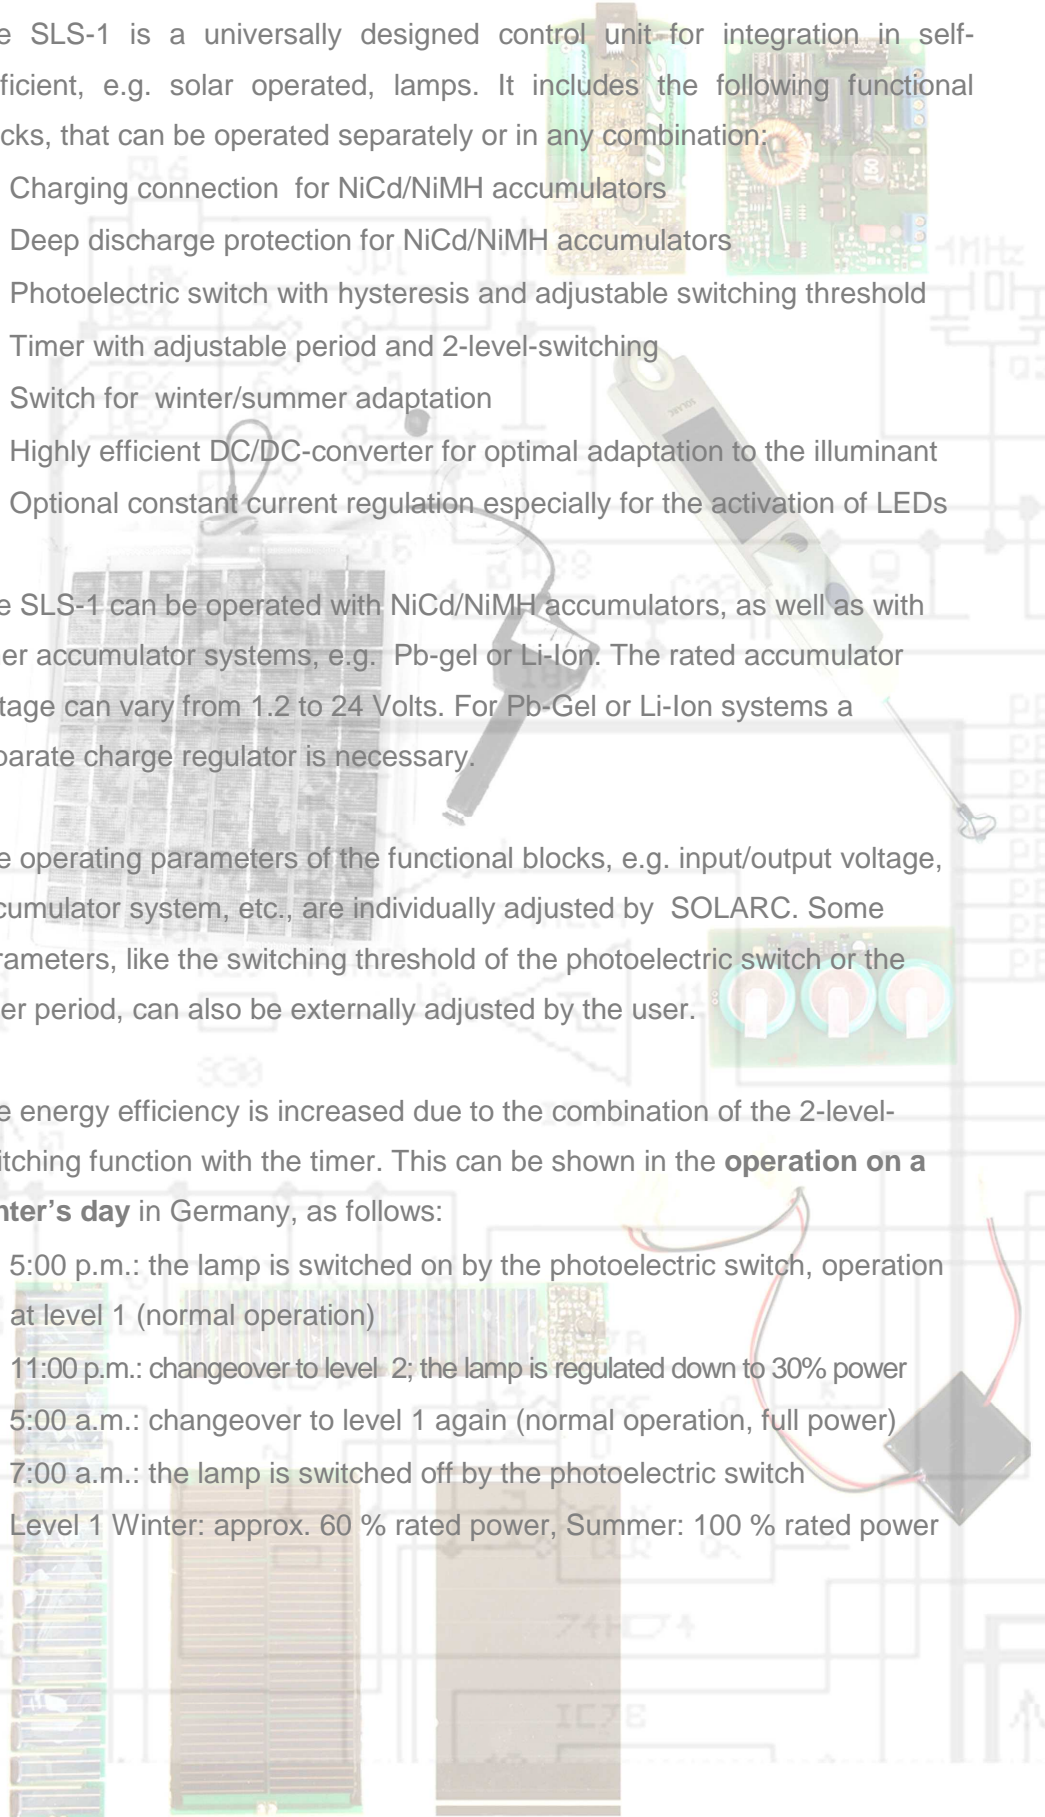 e SLS-1 is a universally designed control unit for integration in self-
ficient, e.g. solar operated, lamps. It includes the following functional
cks, that can be operated separately or in any combination:
150
Charging connection for NiCd/NiMH accumulators
Deep discharge protection for NiCd/NiMH accumulators
1MHz
JP1
Photoelectric switch with hysteresis and adjustable switching threshold
Timer with adjustable period and 2-level-switching
Switch for winter/summer adaptation
SOLARC
Highly efficient DC/DC-converter for optimal adaptation to the illuminant
Optional constant current regulation especially for the activation of LEDs
e SLS-1 can be operated with NiCd/NiMH accumulators, as well as with
er accumulator systems, e.g. Pb-gel or Li-Ion. The rated accumulator
tage can vary from 1.2 to 24 Volts. For Pb-Gel or Li-Ion systems a
parate charge regulator is necessary.
e operating parameters of the functional blocks, e.g. input/output voltage,
cumulator system, etc., are individually adjusted by SOLARC. Some
rameters, like the switching threshold of the photoelectric switch or the
er period, can also be externally adjusted by the user.
330
e energy efficiency is increased due to the combination of the 2-level-
itching function with the timer. This can be shown in the operation on a
nter’s day in Germany, as follows:
5:00 p.m.: the lamp is switched on by the photoelectric switch, operation
at level 1 (normal operation)
11:00 p.m.: changeover to level 2; the lamp is regulated down to 30% power
5:00 a.m.: changeover to level 1 again (normal operation, full power)
7:00 a.m.: the lamp is switched off by the photoelectric switch
Level 1 Winter: approx. 60 % rated power, Summer: 100 % rated power
74HC74
IC7B